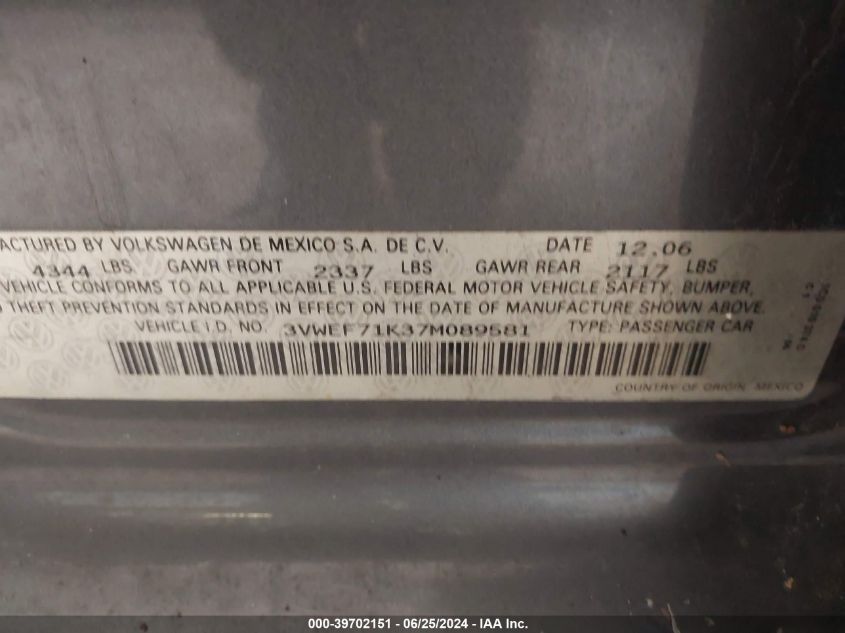 ACTURED BY VOLKSWAGEN DE MEXICO S.A. DE C.V. DATE 12.06
4344 LBS GAWR FRONT 2337 LBS GAWR REAR 2117 LBS
VEHICLE CONFORMS TO ALL APPLICABLE U.S. FEDERAL MOTOR VEHICLE SAFETY, BUMPER,
THEFT PREVENTION STANDARDS IN EFFECT ON THE DATE OF MANUFACTURE SHOWN ABOVE.
VEHICLE I.D. NO. 3VWEF71K37M089581 TYPE: PASSENGER CAR
COUNTRY OF ORIGIN, MEXICO
000-39702151 - 06/25/2024 - IAA Inc.